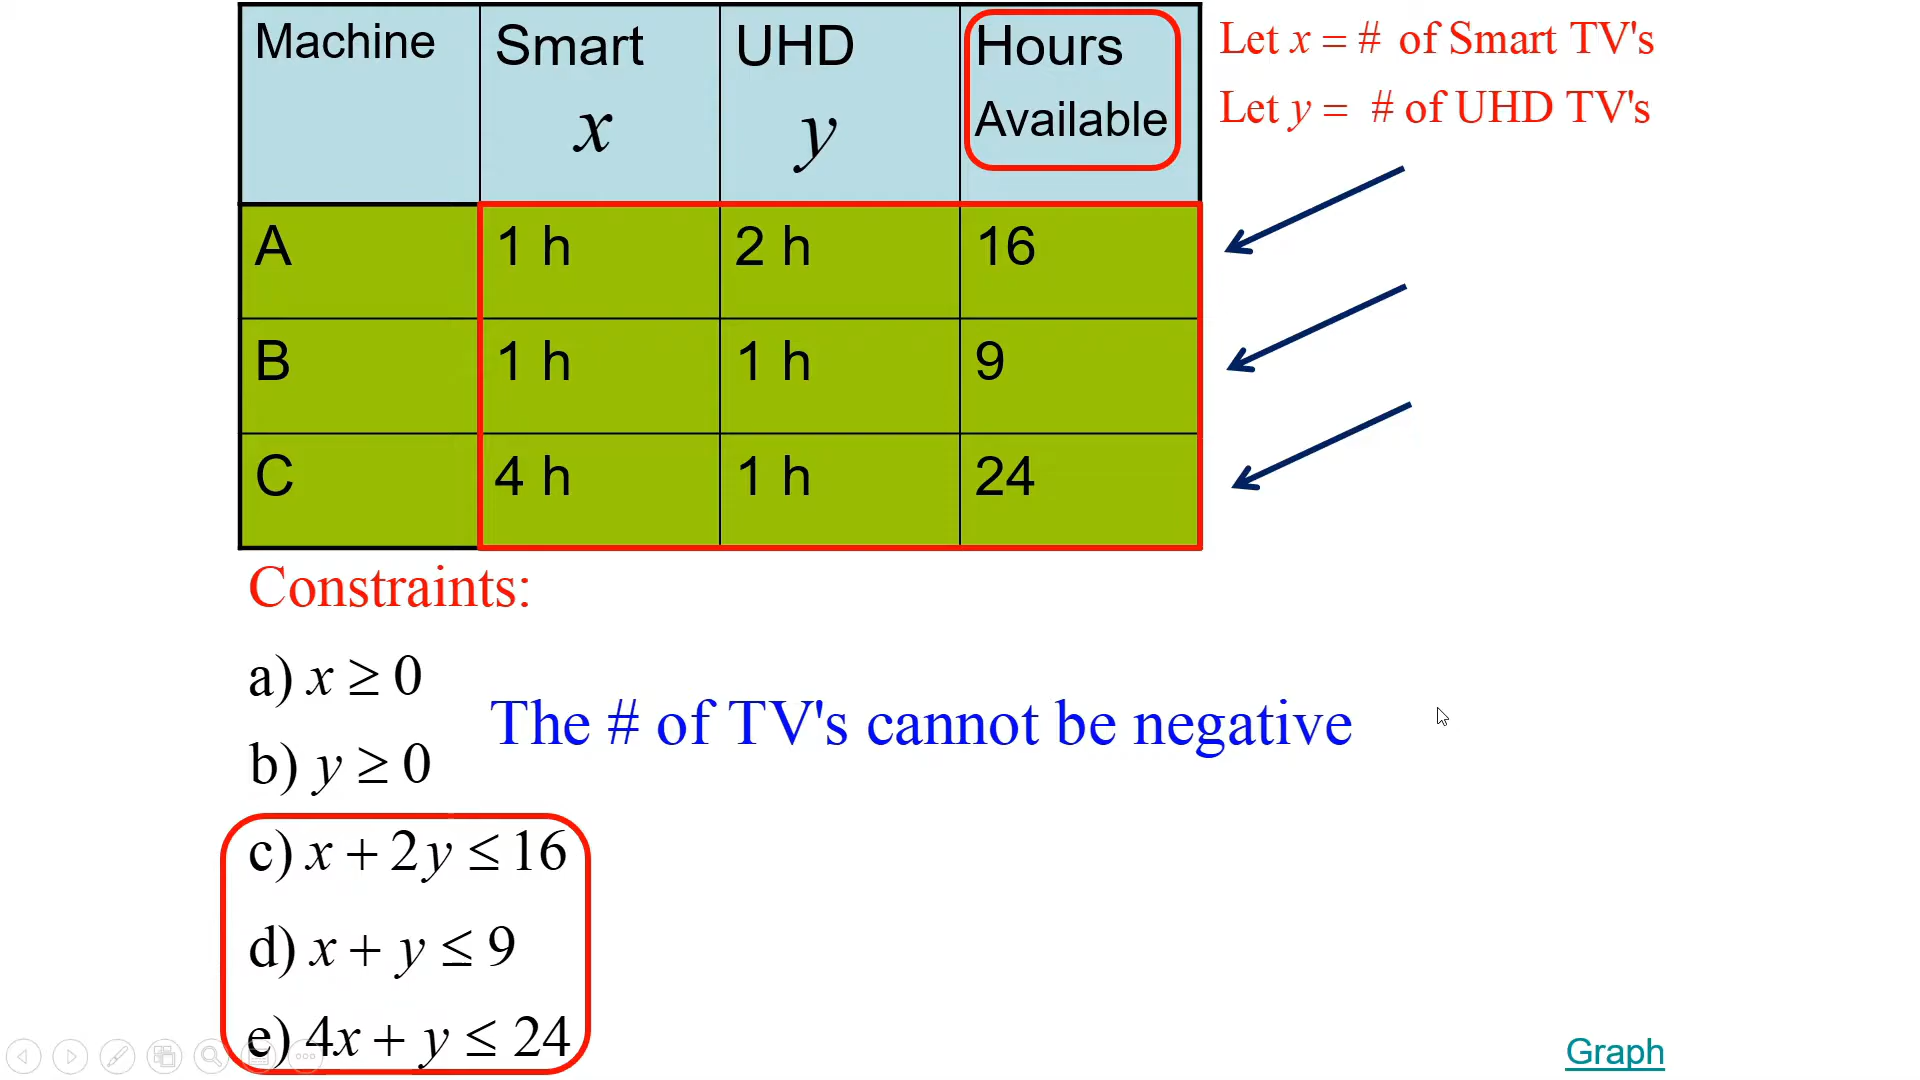 Machine Smart UHD Hours
x y Available
A 1 h 2 h 16
B 1 h 1 h 9
C 4 h 1 h 24
Let x = # of Smart TV's
Let y = # of UHD TV's
Constraints:
a) x ≥ 0
The # of TV's cannot be negative
b) y ≥ 0
c) x + 2y ≤ 16
d) x + y ≤ 9
e) 4x + y ≤ 24
Graph